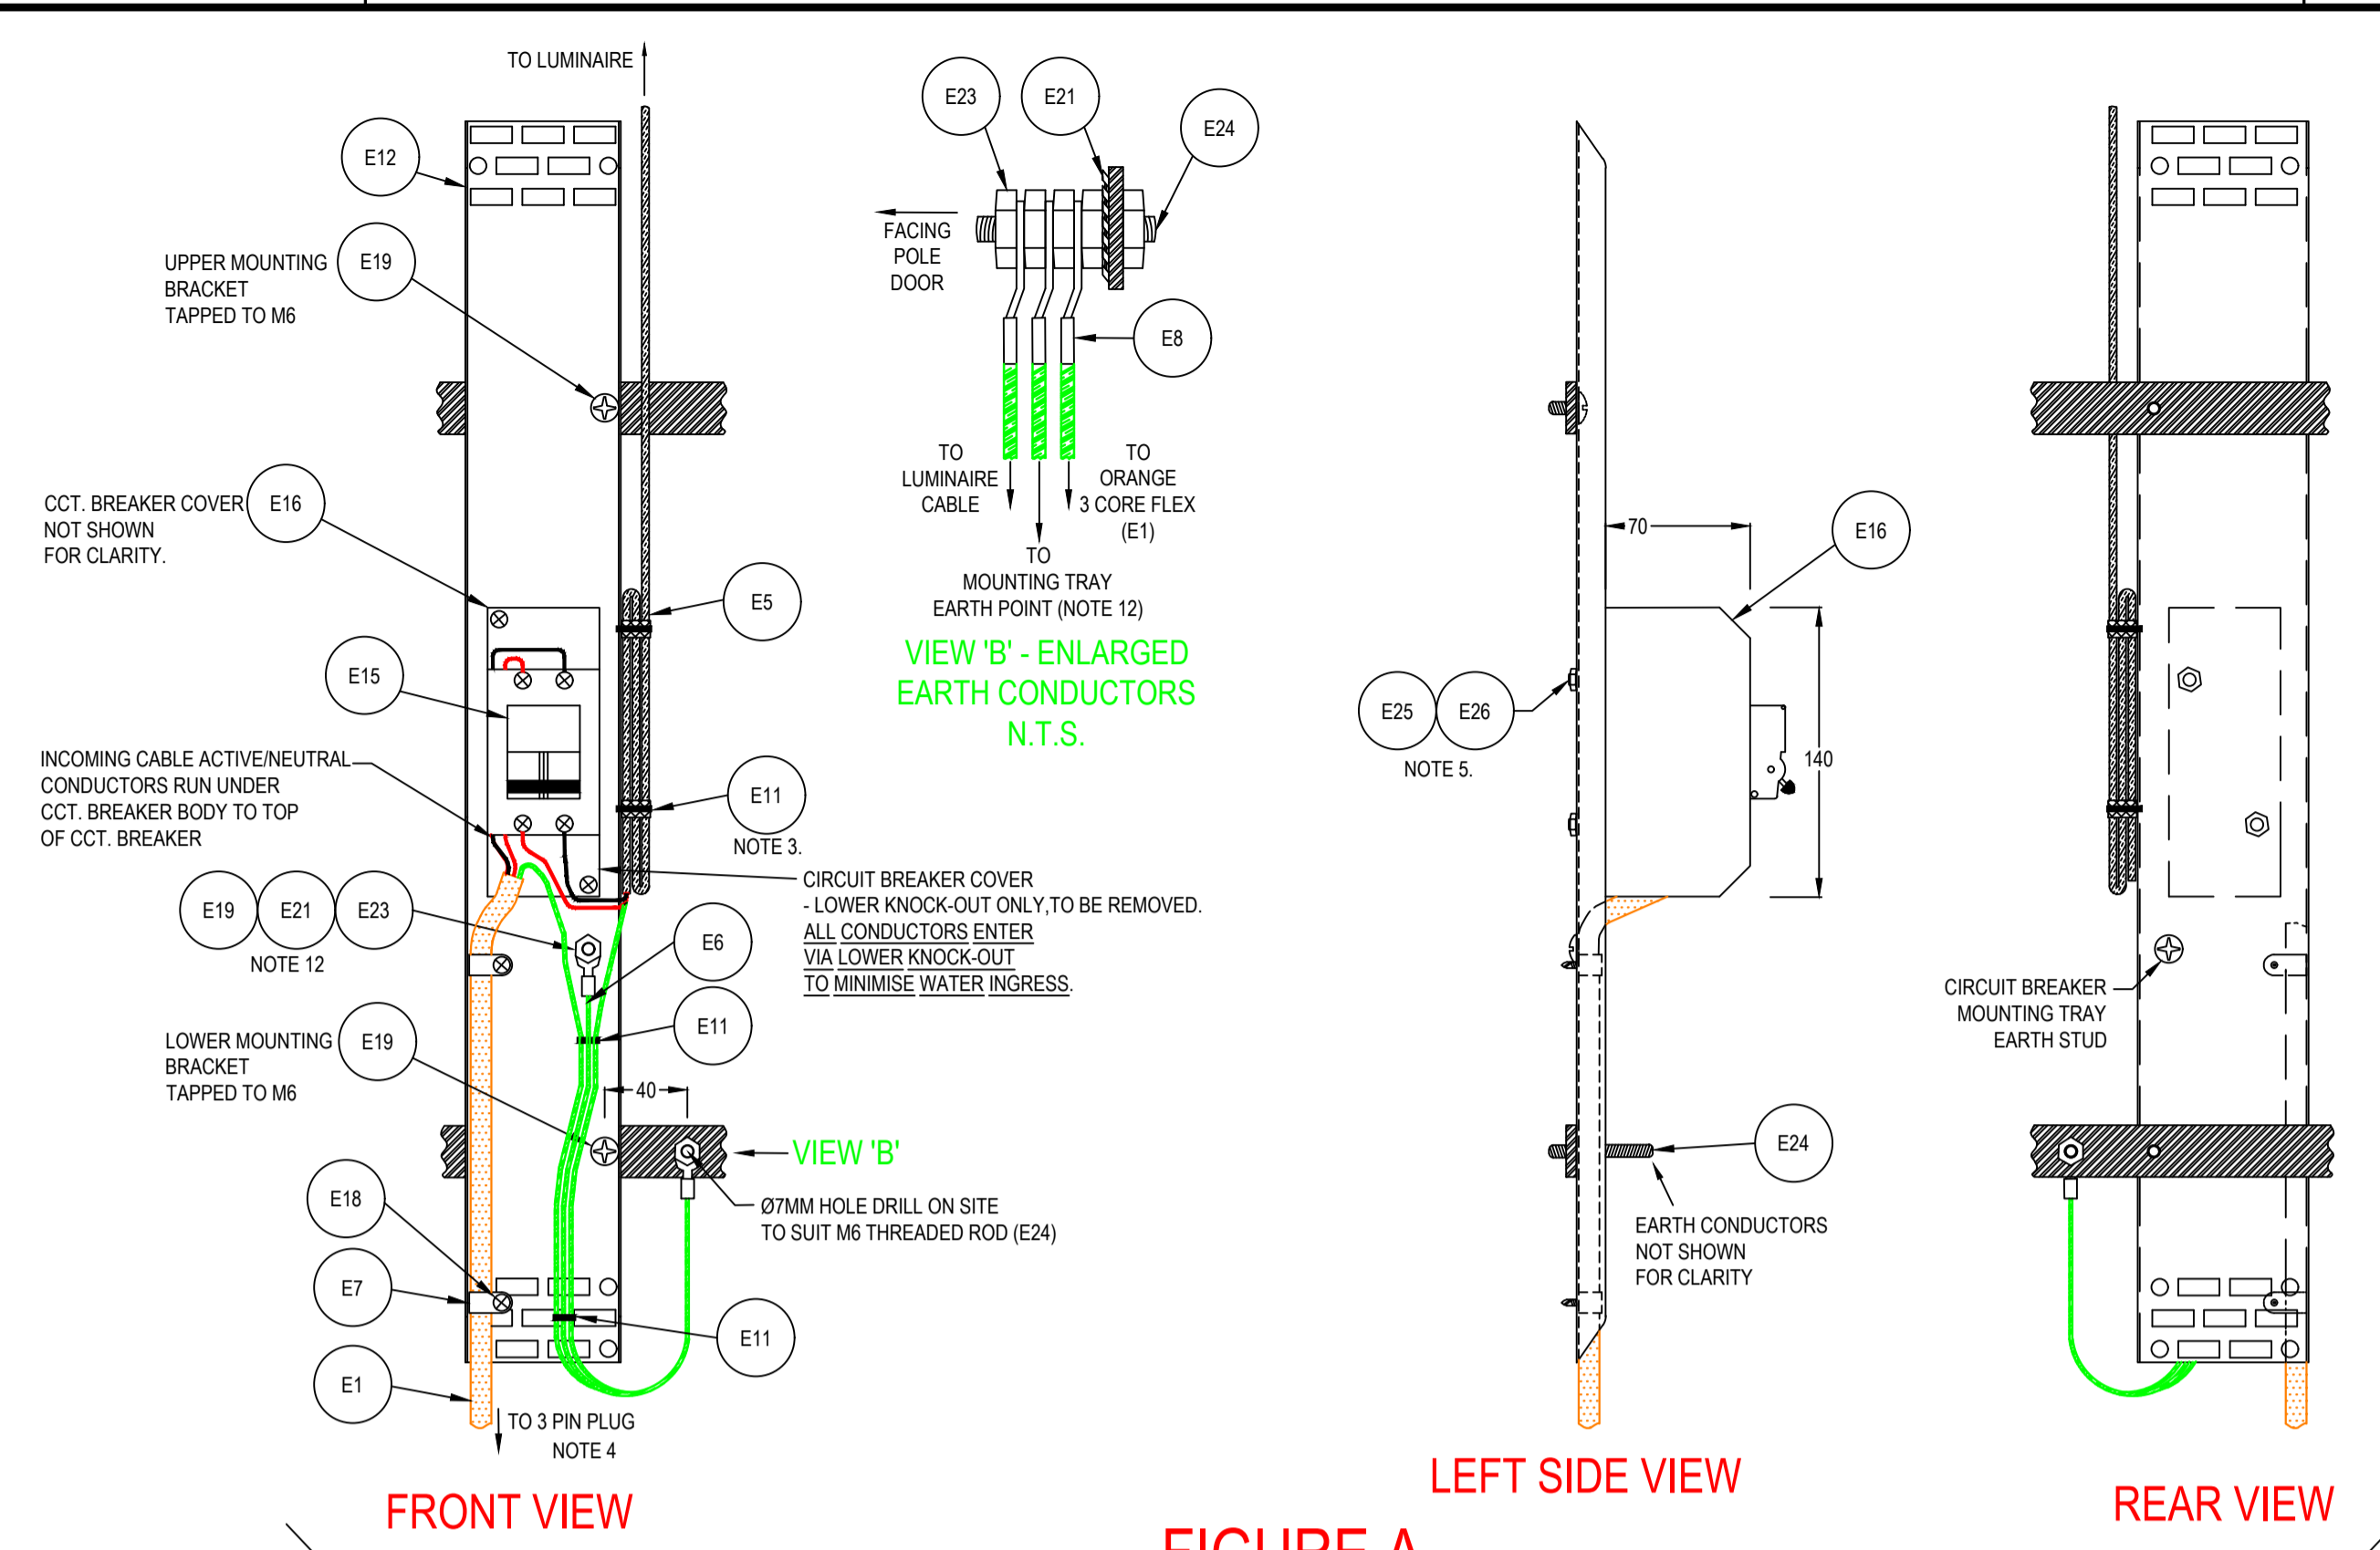 TO LUMINAIRE
E12
UPPER MOUNTING
BRACKET
TAPPED TO M6
E19
CCT. BREAKER COVER
NOT SHOWN
FOR CLARITY.
E16
E5
E15
INCOMING CABLE ACTIVE/NEUTRAL
CONDUCTORS RUN UNDER
CCT. BREAKER BODY TO TOP
OF CCT. BREAKER
E11
NOTE 3.
E19
E21
E23
NOTE 12
CIRCUIT BREAKER COVER
- LOWER KNOCK-OUT ONLY,TO BE REMOVED.
ALL CONDUCTORS ENTER
VIA LOWER KNOCK-OUT
TO MINIMISE WATER INGRESS.
E6
E11
LOWER MOUNTING
BRACKET
TAPPED TO M6
E19
40
VIEW 'B'
Ø7MM HOLE DRILL ON SITE
TO SUIT M6 THREADED ROD (E24)
E18
E7
E11
E1
TO 3 PIN PLUG
NOTE 4
FRONT VIEW
E23
E21
E24
FACING
POLE
DOOR
E8
TO
LUMINAIRE
CABLE
TO
ORANGE
3 CORE FLEX
(E1)
TO
MOUNTING TRAY
EARTH POINT (NOTE 12)
VIEW 'B' - ENLARGED
EARTH CONDUCTORS
N.T.S.
70
E16
E25
E26
NOTE 5.
140
E24
EARTH CONDUCTORS
NOT SHOWN
FOR CLARITY
LEFT SIDE VIEW
CIRCUIT BREAKER
MOUNTING TRAY
EARTH STUD
REAR VIEW
FIGURE A